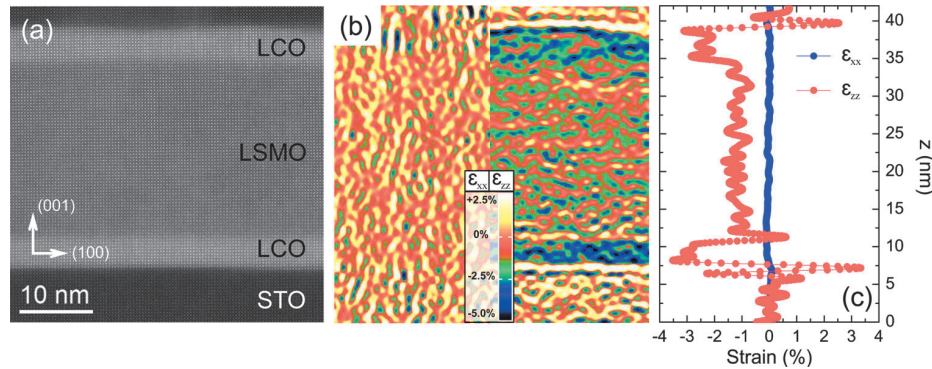 (a)
LCO
LSMO
(001)
(100)
LCO
10 nm
STO
(b)
εxx εzz
+2.5%
0%
-2.5%
-5.0%
εxx
εzz
40
35
30
25
20
15
10
5
0
z (nm)
(c)
-4 -3 -2 -1 0 1 2 3 4
Strain (%)